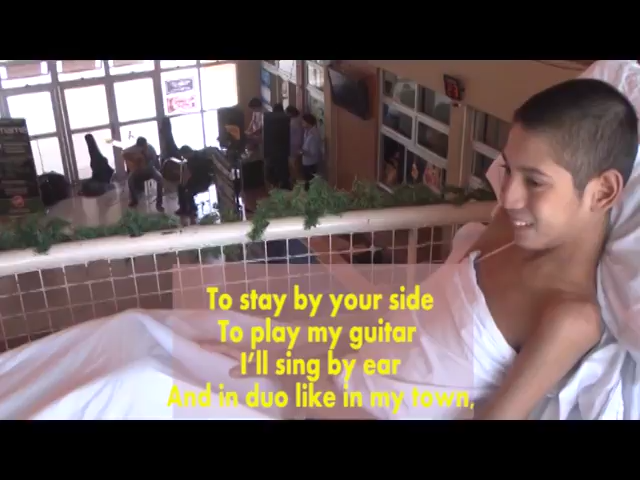 To stay by your side
To play my guitar
I'll sing by ear
And in duo like in my town,